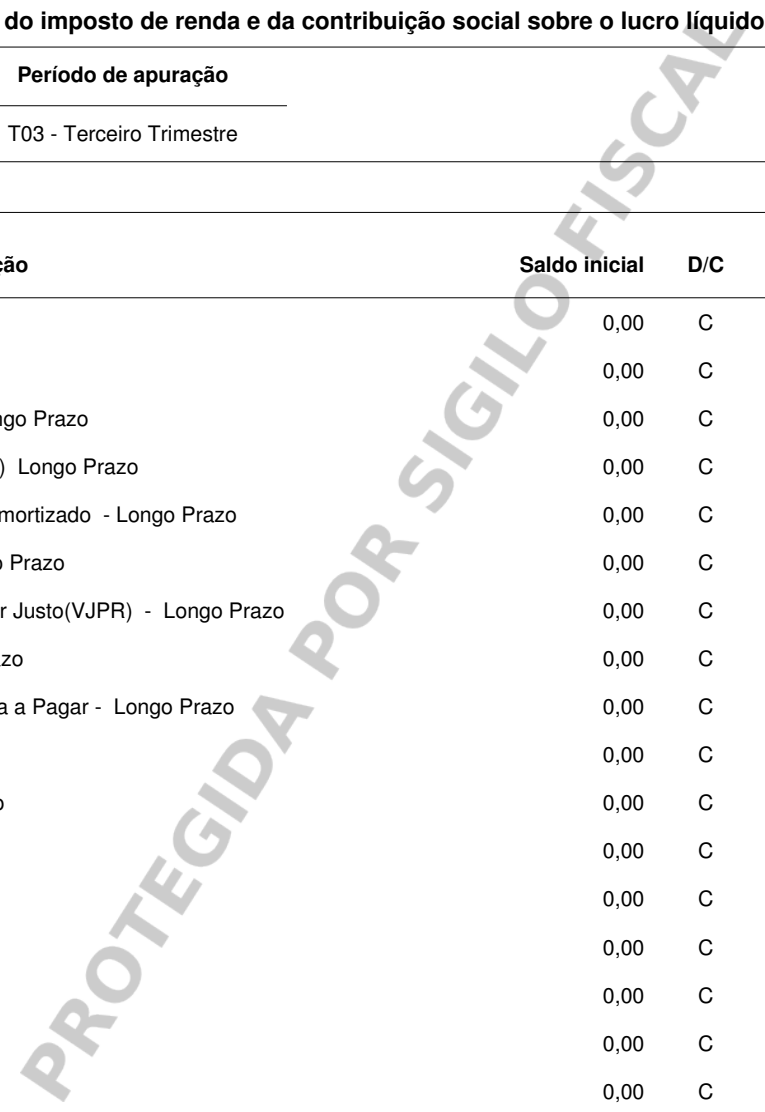 do imposto de renda e da contribuição social sobre o lucro líquido
Período de apuração
T03 - Terceiro Trimestre
ção Saldo inicial D/C
0,00 C
0,00 C
ngo Prazo 0,00 C
) Longo Prazo 0,00 C
mortizado - Longo Prazo 0,00 C
o Prazo 0,00 C
r Justo(VJPR) - Longo Prazo 0,00 C
azo 0,00 C
a a Pagar - Longo Prazo 0,00 C
0,00 C
o 0,00 C
0,00 C
0,00 C
0,00 C
0,00 C
0,00 C
0,00 C
PROTEGIDA POR SIGILO FISCAL